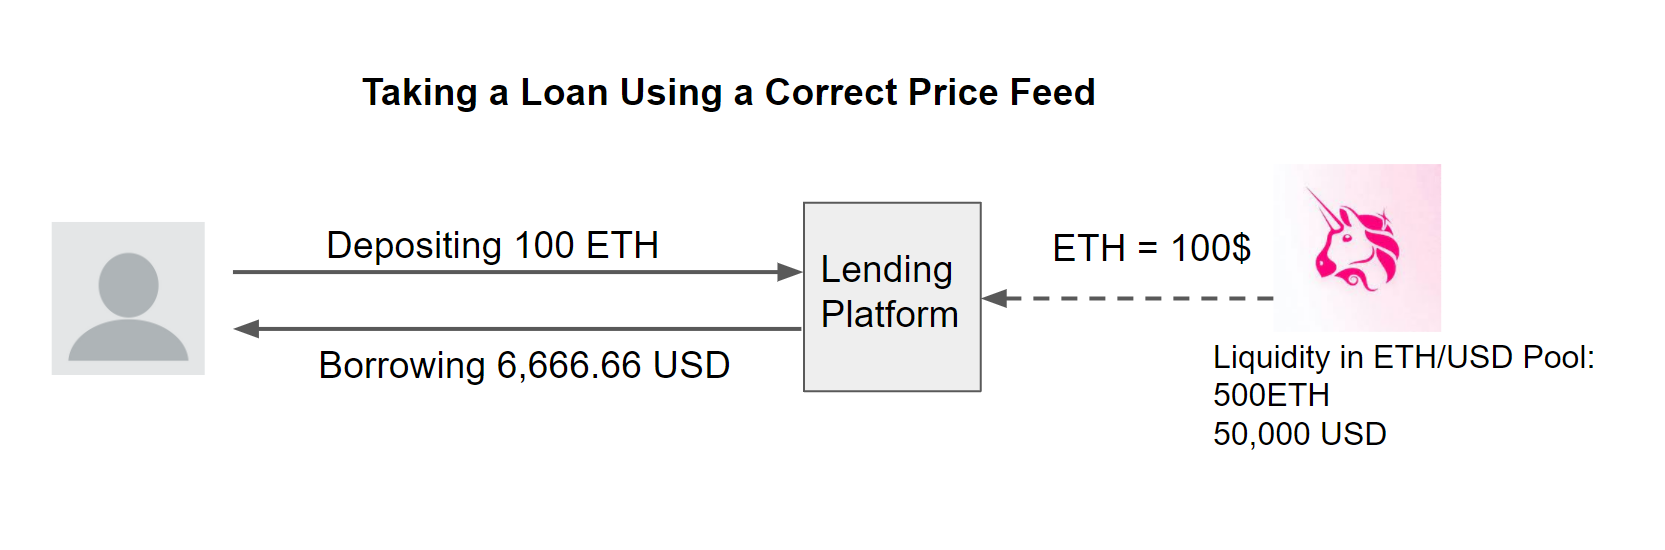 Taking a Loan Using a Correct Price Feed
Depositing 100 ETH
Borrowing 6,666.66 USD
Lending
Platform
ETH = 100$
Liquidity in ETH/USD Pool:
500ETH
50,000 USD